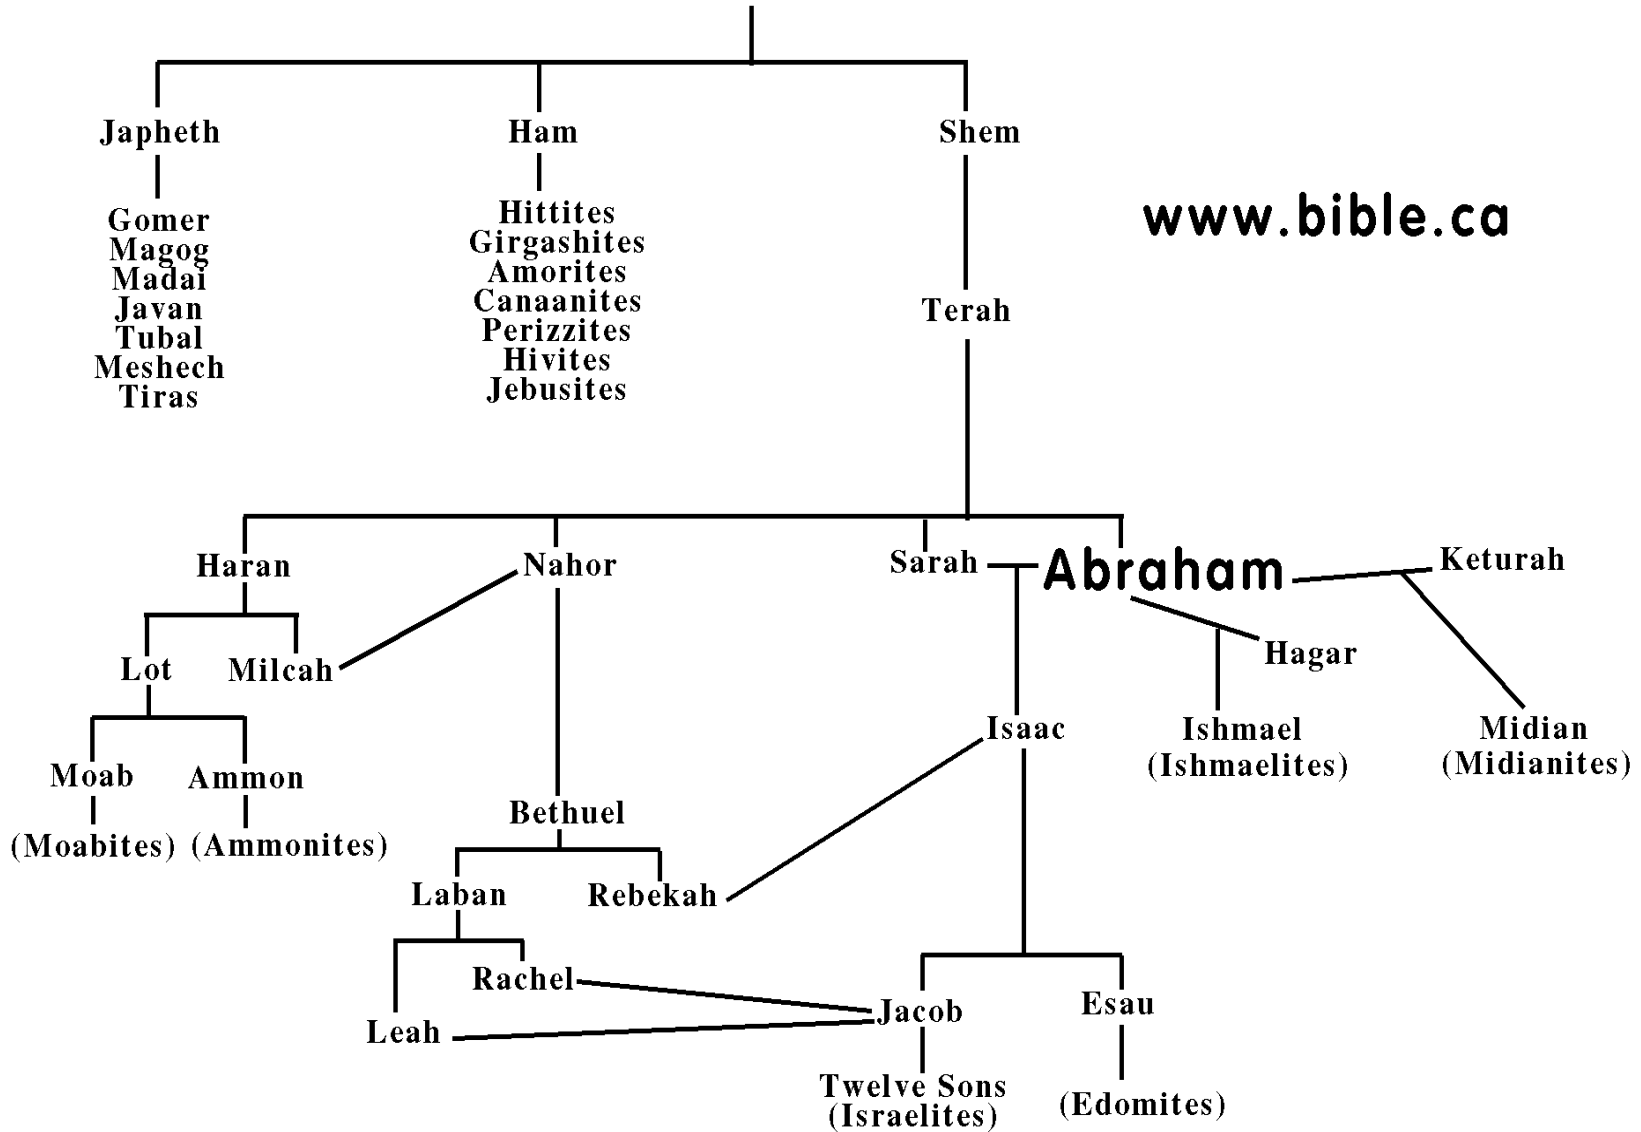 Japheth
Ham
Shem
Gomer
Magog
Madai
Javan
Tubal
Meshech
Tiras
Hittites
Girgashites
Amorites
Canaanites
Perizzites
Hivites
Jebusites
www.bible.ca
Terah
Haran
Nahor
Sarah
Abraham
Keturah
Lot
Milcah
Hagar
Isaac
Ishmael
(Ishmaelites)
Midian
(Midianites)
Moab
Ammon
(Moabites)
(Ammonites)
Bethuel
Laban
Rebekah
Rachel
Leah
Jacob
Esau
Twelve Sons
(Israelites)
(Edomites)